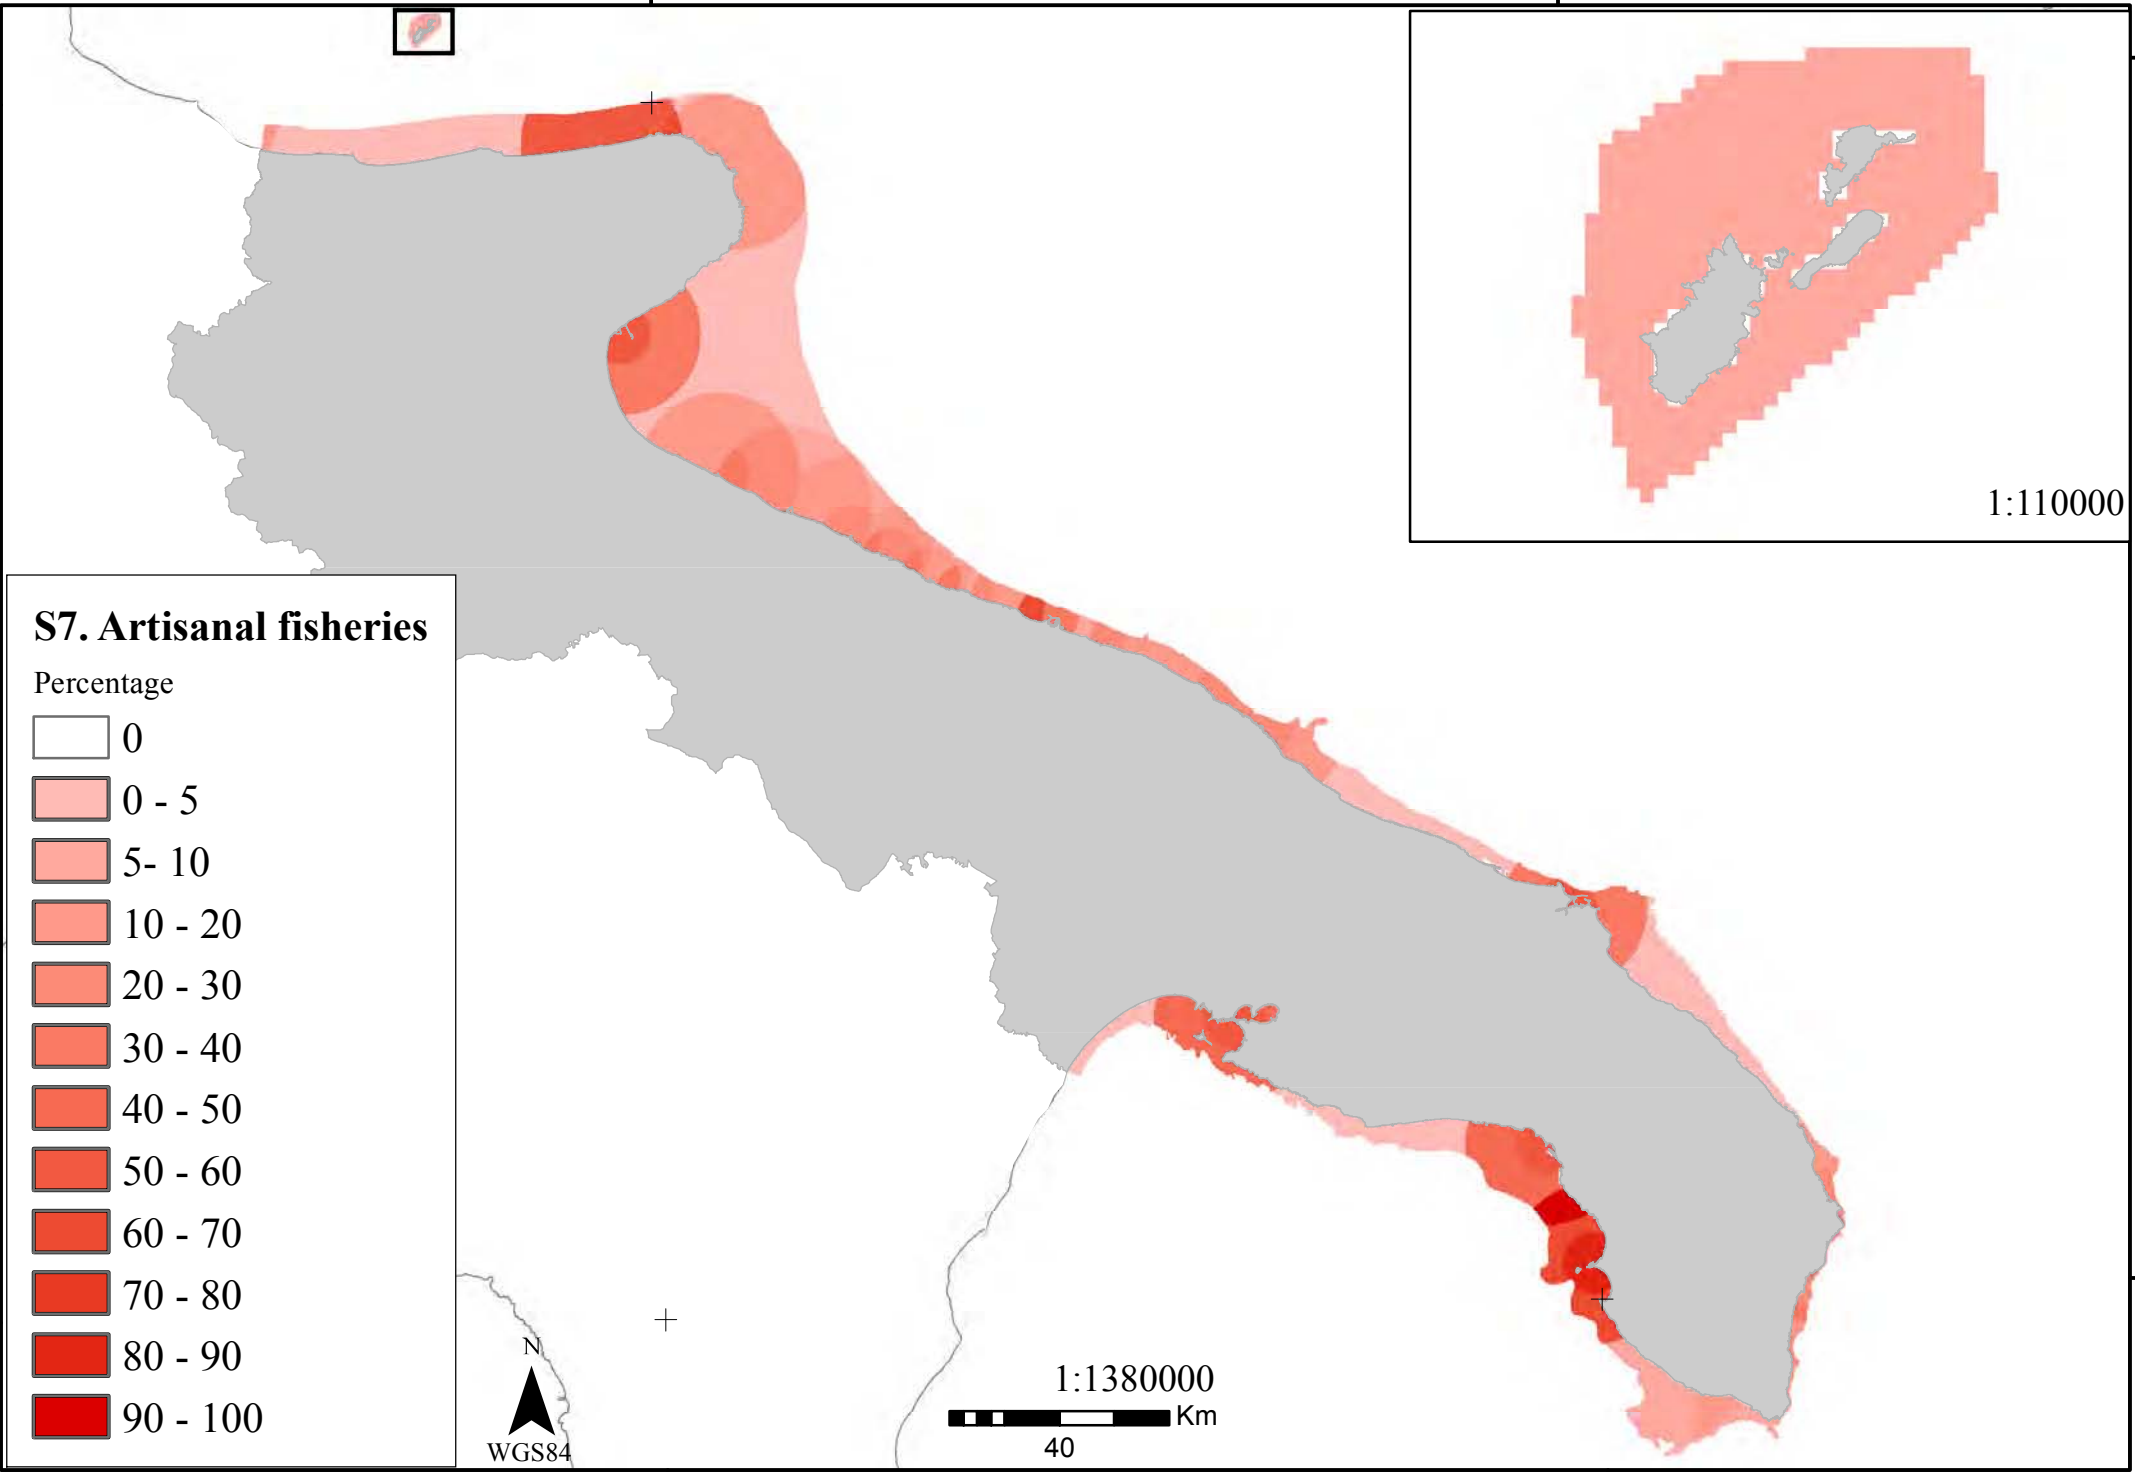 1:110000
S7. Artisanal fisheries
Percentage
0
0 - 5
5- 10
10 - 20
20 - 30
30 - 40
40 - 50
50 - 60
60 - 70
70 - 80
80 - 90
90 - 100
N
WGS84
1:1380000
Km
40